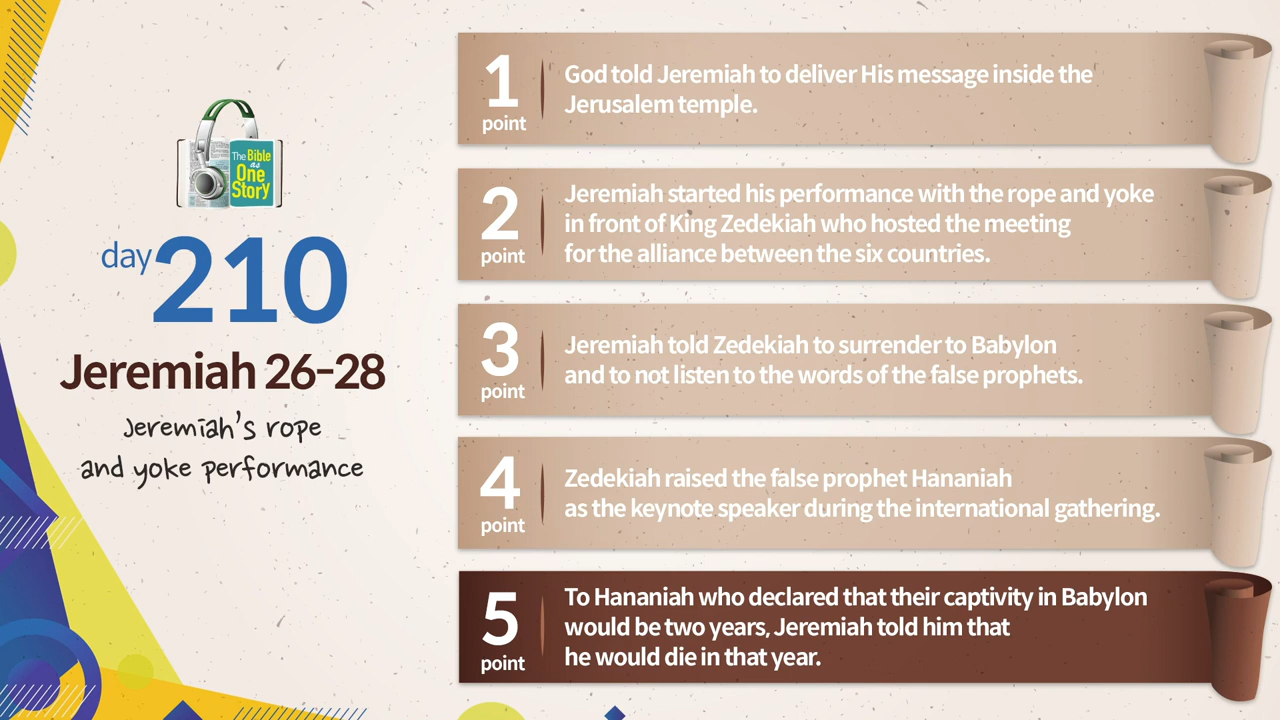 The Bible
as
One
Story
day 210
Jeremiah 26-28
Jeremiah's rope
and yoke performance
1
point
God told Jeremiah to deliver His message inside the
Jerusalem temple.
2
point
Jeremiah started his performance with the rope and yoke
in front of King Zedekiah who hosted the meeting
for the alliance between the six countries.
3
point
Jeremiah told Zedekiah to surrender to Babylon
and to not listen to the words of the false prophets.
4
point
Zedekiah raised the false prophet Hananiah
as the keynote speaker during the international gathering.
5
point
To Hananiah who declared that their captivity in Babylon
would be two years, Jeremiah told him that
he would die in that year.